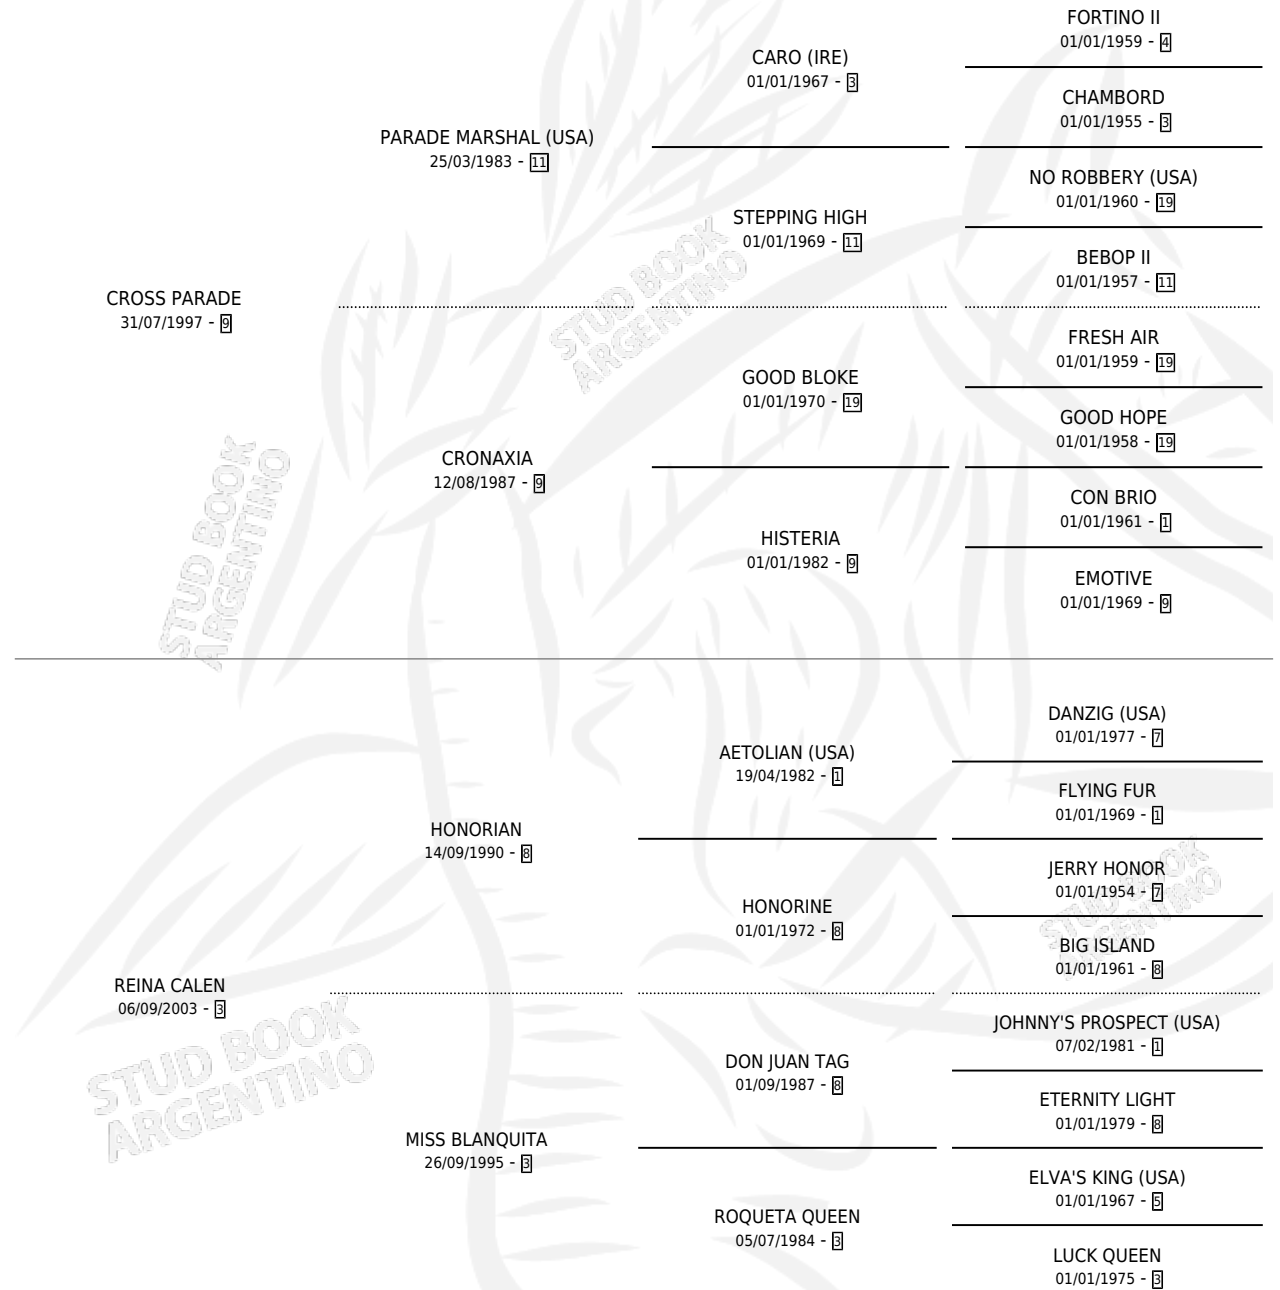 FORTINO II
01/01/1959 - 4
CARO (IRE)
01/01/1967 - 3
CHAMBORD
01/01/1955 - 3
PARADE MARSHAL (USA)
25/03/1983 - 11
NO ROBBERY (USA)
01/01/1960 - 19
STEPPING HIGH
01/01/1969 - 11
BEBOP II
01/01/1957 - 11
CROSS PARADE
31/07/1997 - 9
FRESH AIR
01/01/1959 - 19
GOOD BLOKE
01/01/1970 - 19
GOOD HOPE
01/01/1958 - 19
CRONAXIA
12/08/1987 - 9
CON BRIO
01/01/1961 - 1
HISTERIA
01/01/1982 - 9
EMOTIVE
01/01/1969 - 9
STUD BOOK
ARGENTINO
STUD BOOK
ARGENTINO
DANZIG (USA)
01/01/1977 - 7
AETOLIAN (USA)
19/04/1982 - 1
FLYING FUR
01/01/1969 - 1
HONORIAN
14/09/1990 - 8
JERRY HONOR
01/01/1954 - 7
HONORINE
01/01/1972 - 8
BIG ISLAND
01/01/1961 - 8
REINA CALEN
06/09/2003 - 3
JOHNNY'S PROSPECT (USA)
07/02/1981 - 1
DON JUAN TAG
01/09/1987 - 8
ETERNITY LIGHT
01/01/1979 - 8
MISS BLANQUITA
26/09/1995 - 3
ELVA'S KING (USA)
01/01/1967 - 5
ROQUETA QUEEN
05/07/1984 - 3
LUCK QUEEN
01/01/1975 - 3
STUD BOOK
ARGENTINO
STUD BOOK
ARGENTINO